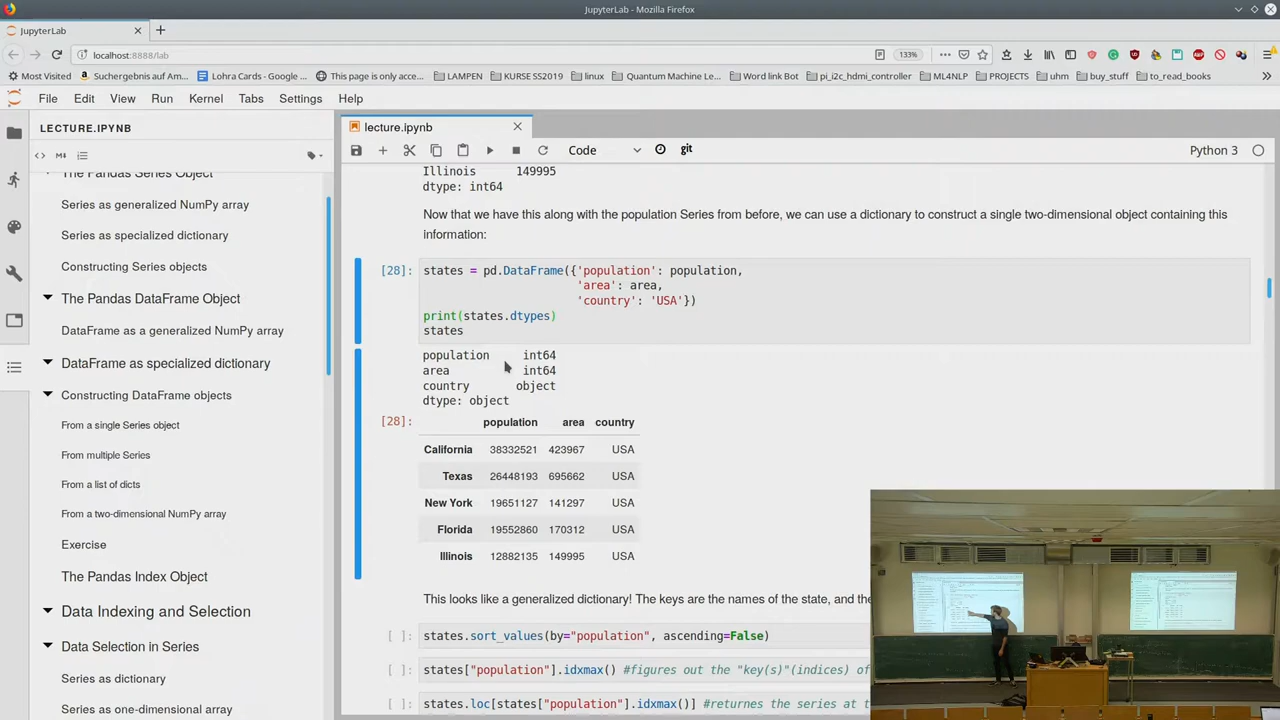 JupyterLab - Mozilla Firefox
JupyterLab
localhost:8888/lab
133%
Most Visited
Suchergebnis auf Am...
Lohra Cards - Google ...
This page is only acce...
LAMPEN
KURSE SS2019
linux
Quantum Machine Le...
Word link Bot
pi_i2c_hdmi_controller
ML4NLP
PROJECTS
uhm
buy_stuff
to_read_books
File Edit View Run Kernel Tabs Settings Help
LECTURE.IPYNB
The Pandas Series Object
Series as generalized NumPy array
Series as specialized dictionary
Constructing Series objects
The Pandas DataFrame Object
DataFrame as a generalized NumPy array
DataFrame as specialized dictionary
Constructing DataFrame objects
From a single Series object
From multiple Series
From a list of dicts
From a two-dimensional NumPy array
Exercise
The Pandas Index Object
Data Indexing and Selection
Data Selection in Series
Series as dictionary
Series as one-dimensional array
lecture.ipynb
Code
git
Python 3
Illinois 149995
dtype: int64
Now that we have this along with the population Series from before, we can use a dictionary to construct a single two-dimensional object containing this
information:
[28]: states = pd.DataFrame({'population': population,
'area': area,
'country': 'USA'})
print(states.dtypes)
states
population int64
area int64
country object
dtype: object
[28]: population area country
California 38332521 423967 USA
Texas 26448193 695662 USA
New York 19651127 141297 USA
Florida 19552860 170312 USA
Illinois 12882135 149995 USA
This looks like a generalized dictionary! The keys are the names of the state, and the
[ ]: states.sort_values(by="population", ascending=False)
[ ]: states["population"].idxmax() #figures out the "key(s)"(indices) of
[ ]: states.loc[states["population"].idxmax()] #returnes the series at t